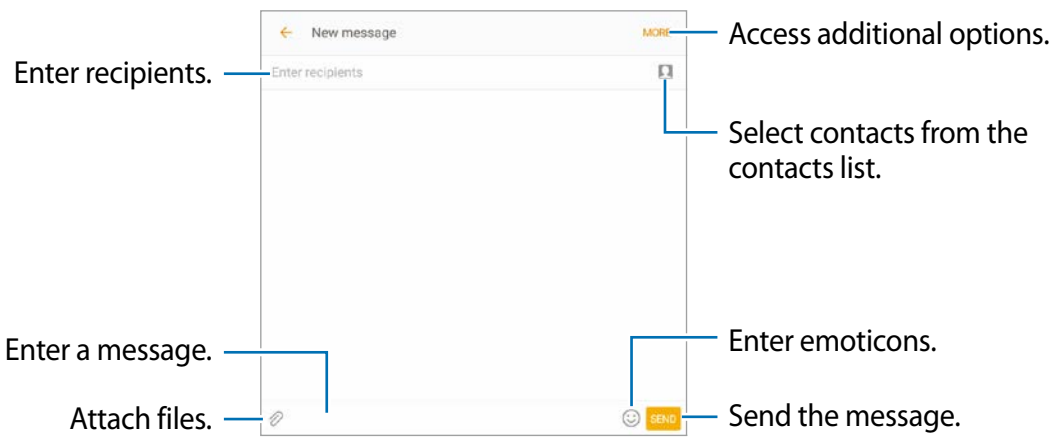 New message
MORE
Access additional options.
Enter recipients.
Enter recipients
Select contacts from the
contacts list.
Enter a message.
Enter emoticons.
Attach files.
SEND
Send the message.